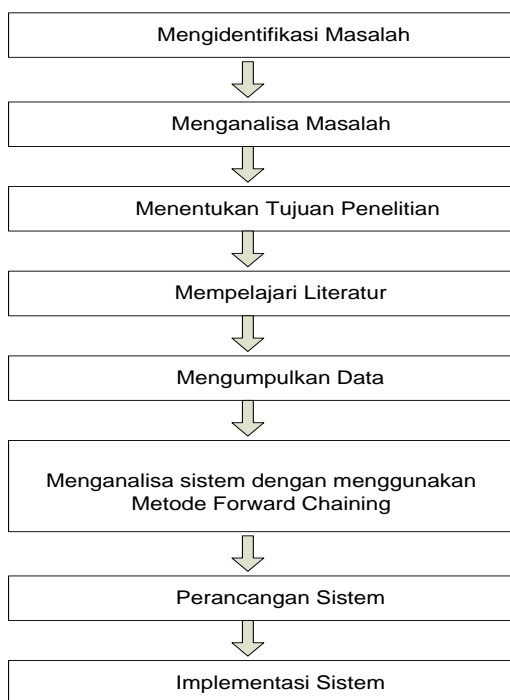 Mengidentifikasi Masalah
Menganalisa Masalah
Menentukan Tujuan Penelitian
Mempelajari Literatur
Mengumpulkan Data
Menganalisa sistem dengan menggunakan
Metode Forward Chaining
Perancangan Sistem
Implementasi Sistem